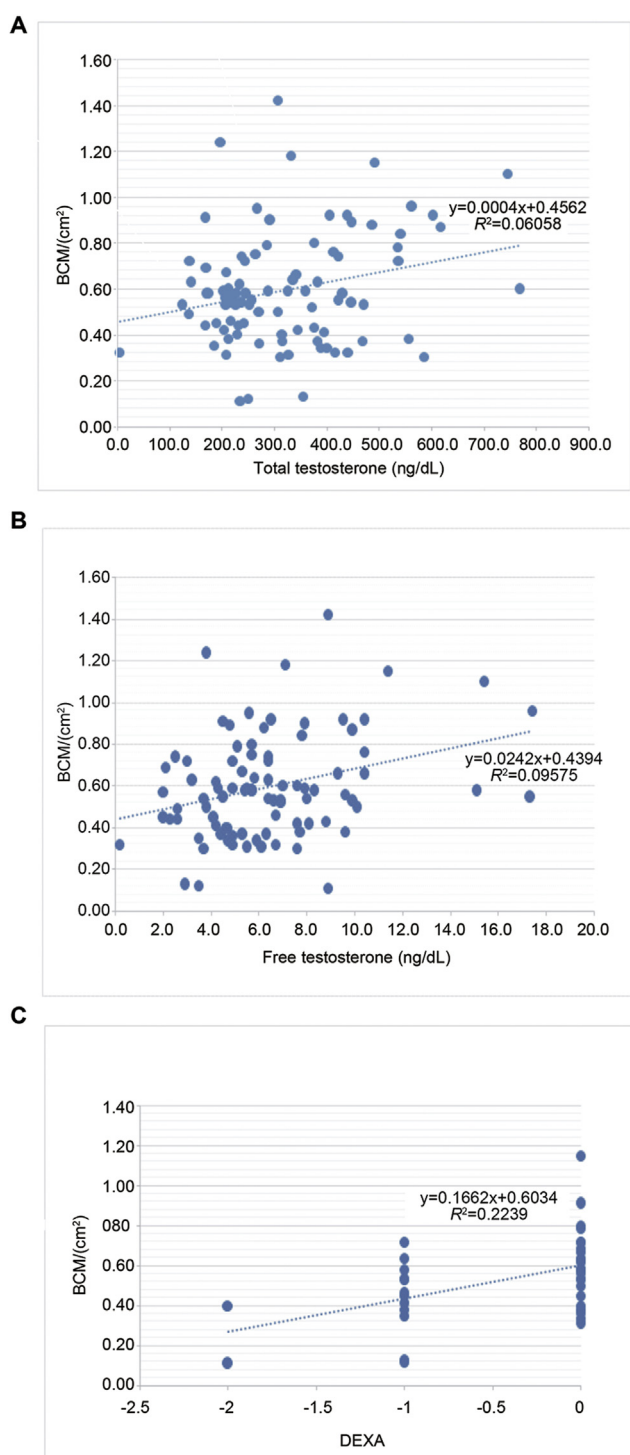 A
1.60
1.40
1.20
1.00
0.80
0.60
0.40
0.20
0.00
BCM/(cm²)
y=0.0004x+0.4562
R²=0.06058
0.0 100.0 200.0 300.0 400.0 500.0 600.0 700.0 800.0 900.0
Total testosterone (ng/dL)
B
1.60
1.40
1.20
1.00
0.80
0.60
0.40
0.20
0.00
BCM/(cm²)
y=0.0242x+0.4394
R²=0.09575
0.0 2.0 4.0 6.0 8.0 10.0 12.0 14.0 16.0 18.0 20.0
Free testosterone (ng/dL)
C
1.40
1.20
1.00
080
0.60
0.40
0.20
0.00
BCM/(cm²)
y=0.1662x+0.6034
R²=0.2239
-2.5 -2 -1.5 -1 -0.5 0
DEXA